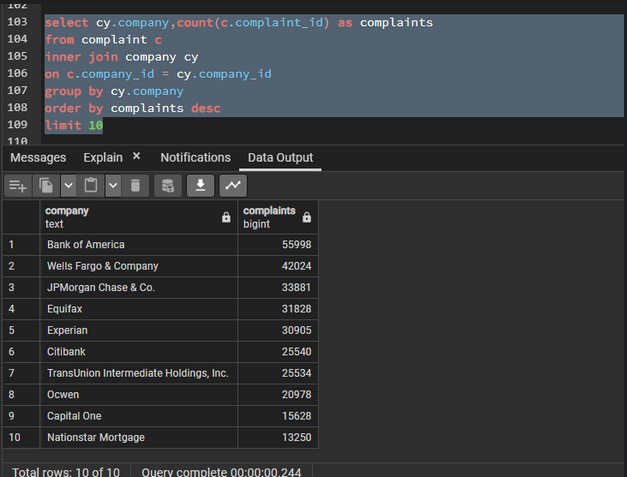 102
103 select cy.company,count(c.complaint_id) as complaints
104 from complaint c
105 inner join company cy
106 on c.company_id = cy.company_id
107 group by cy.company
108 order by complaints desc
109 limit 10
110
Messages Explain × Notifications Data Output
company complaints
text bigint
1 Bank of America 55998
2 Wells Fargo & Company 42024
3 JPMorgan Chase & Co. 33881
4 Equifax 31828
5 Experian 30905
6 Citibank 25540
7 TransUnion Intermediate Holdings, Inc. 25534
8 Ocwen 20978
9 Capital One 15628
10 Nationstar Mortgage 13250
Total rows: 10 of 10 Query complete 00:00:00.244